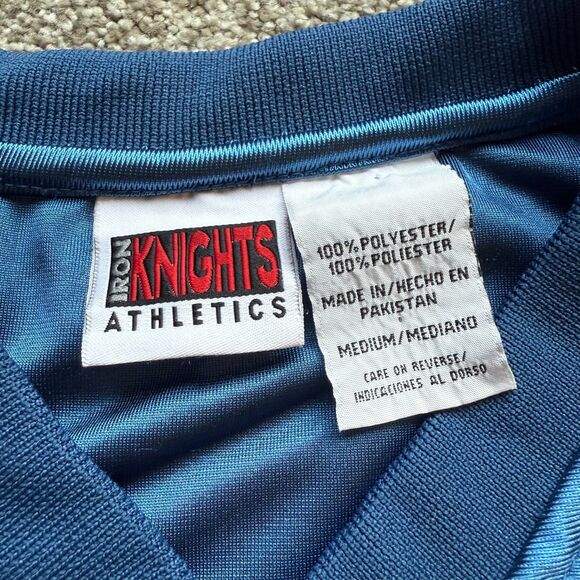 IRON KNIGHTS
ATHLETICS
100% POLYESTER/
100% POLIESTER
MADE IN/HECHO EN
PAKISTAN
MEDIUM/MEDIANO
CARE ON REVERSE/
INDICACIONES AL DORSO